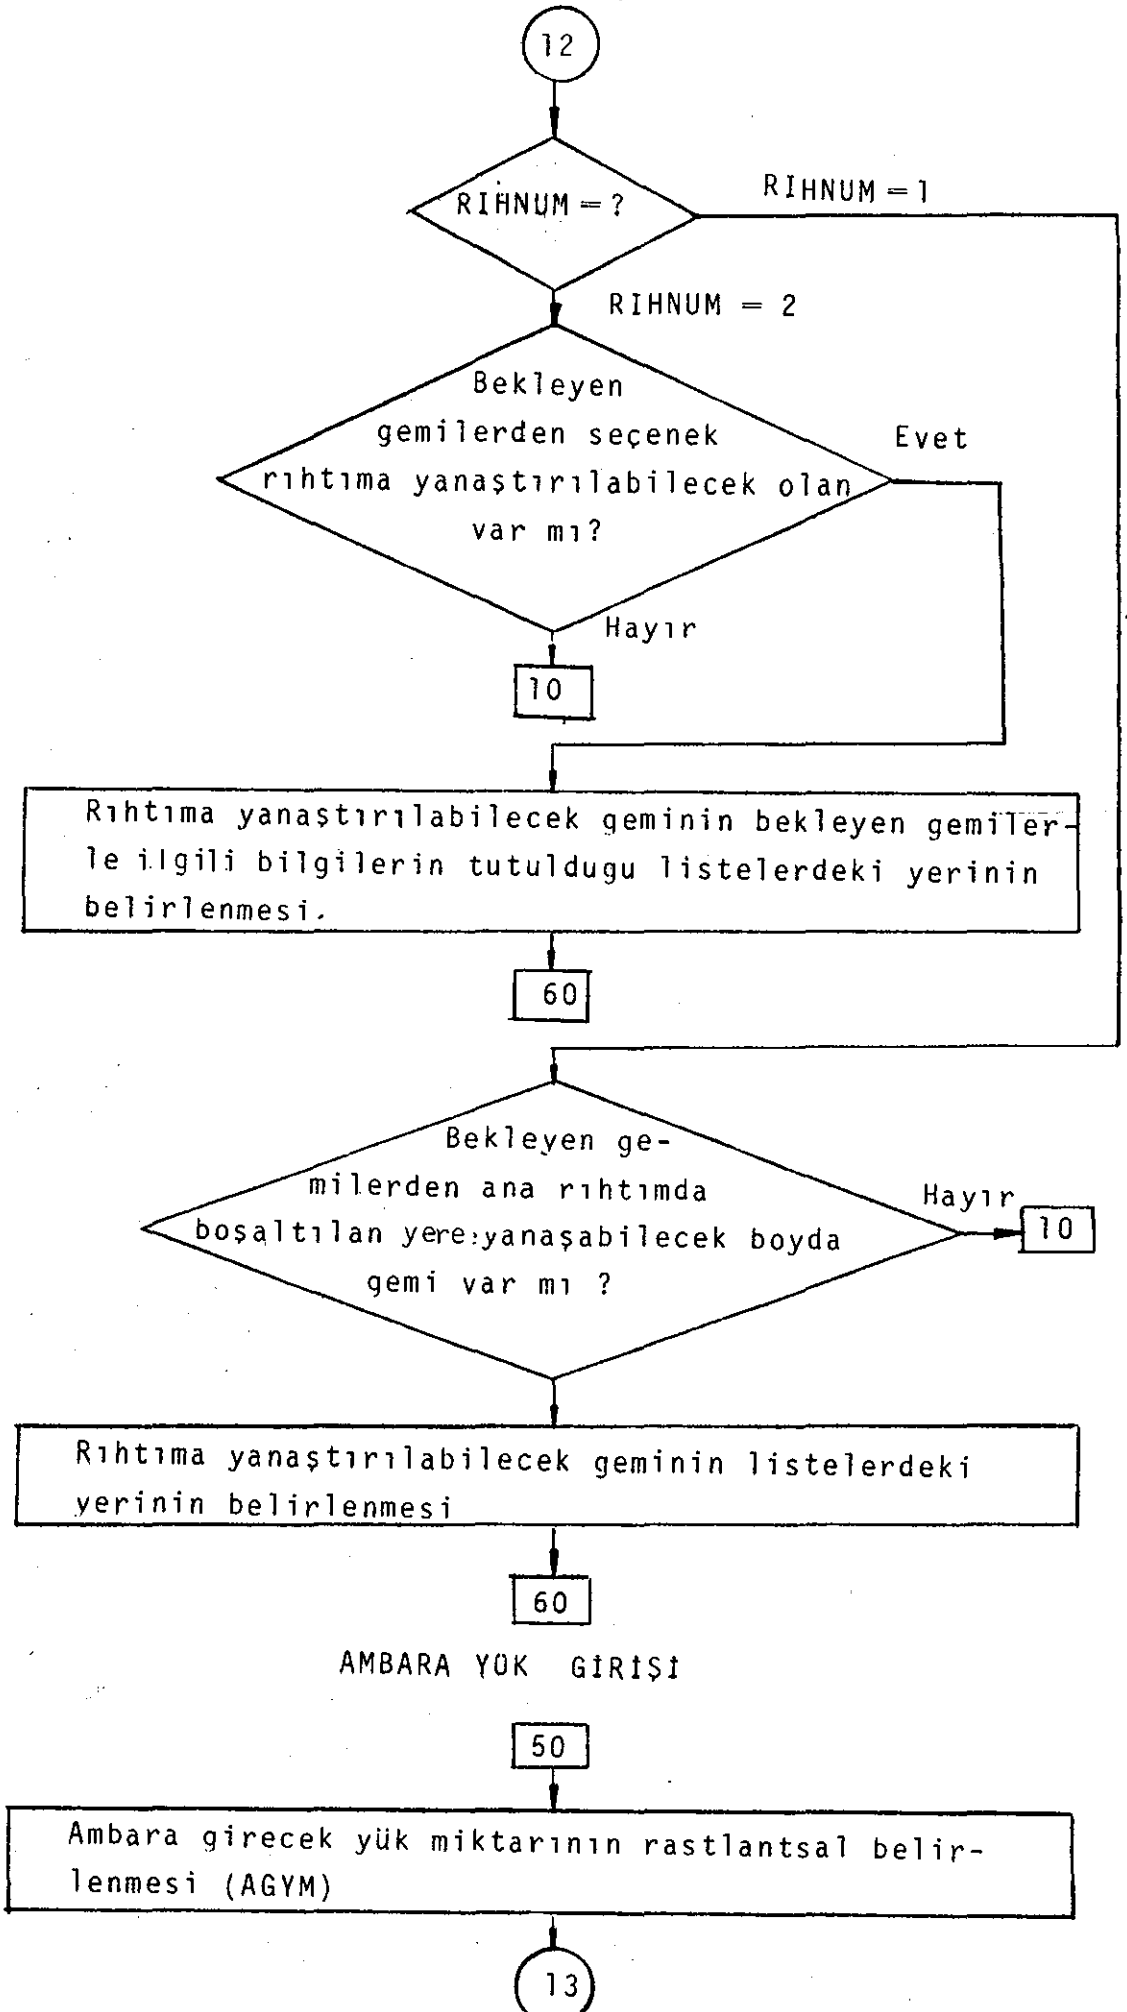 12
RIHNUM = ?
RIHNUM = 1
RIHNUM = 2
Bekleyen
gemilerden seçenek
rıhtıma yanaştırılabilecek olan
var mı?
Evet
Hayır
10
Rıhtıma yanaştırılabilecek geminin bekleyen gemiler-
le ilgili bilgilerin tutuldugu listelerdeki yerinin
belirlenmesi.
60
Bekleyen ge-
milerden ana rıhtımda
boşaltılan yere yanaşabilecek boyda
gemi var mı ?
Hayır
10
Rıhtıma yanaştırılabilecek geminin listelerdeki
yerinin belirlenmesi
60
AMBARA YÜK GİRİŞİ
50
Ambara girecek yük miktarının rastlantsal belir-
lenmesi (AGYM)
13